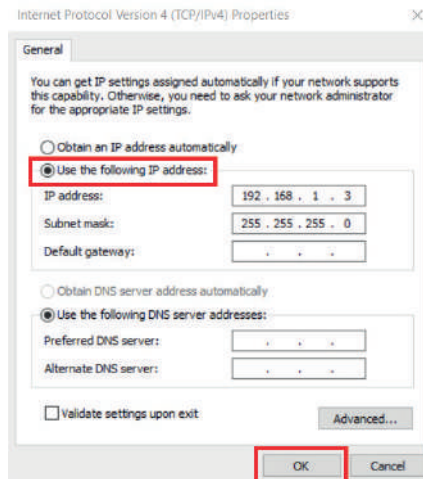 Internet Protocol Version 4 (TCP/IPv4) Properties
General
You can get IP settings assigned automatically if your network supports
this capability. Otherwise, you need to ask your network administrator
for the appropriate IP settings.
Obtain an IP address automatically
Use the following IP address:
IP address: 192 . 168 . 1 . 3
Subnet mask: 255 . 255 . 255 . 0
Default gateway: . . .
Obtain DNS server address automatically
Use the following DNS server addresses:
Preferred DNS server: . . .
Alternate DNS server: . . .
Validate settings upon exit
Advanced...
OK Cancel